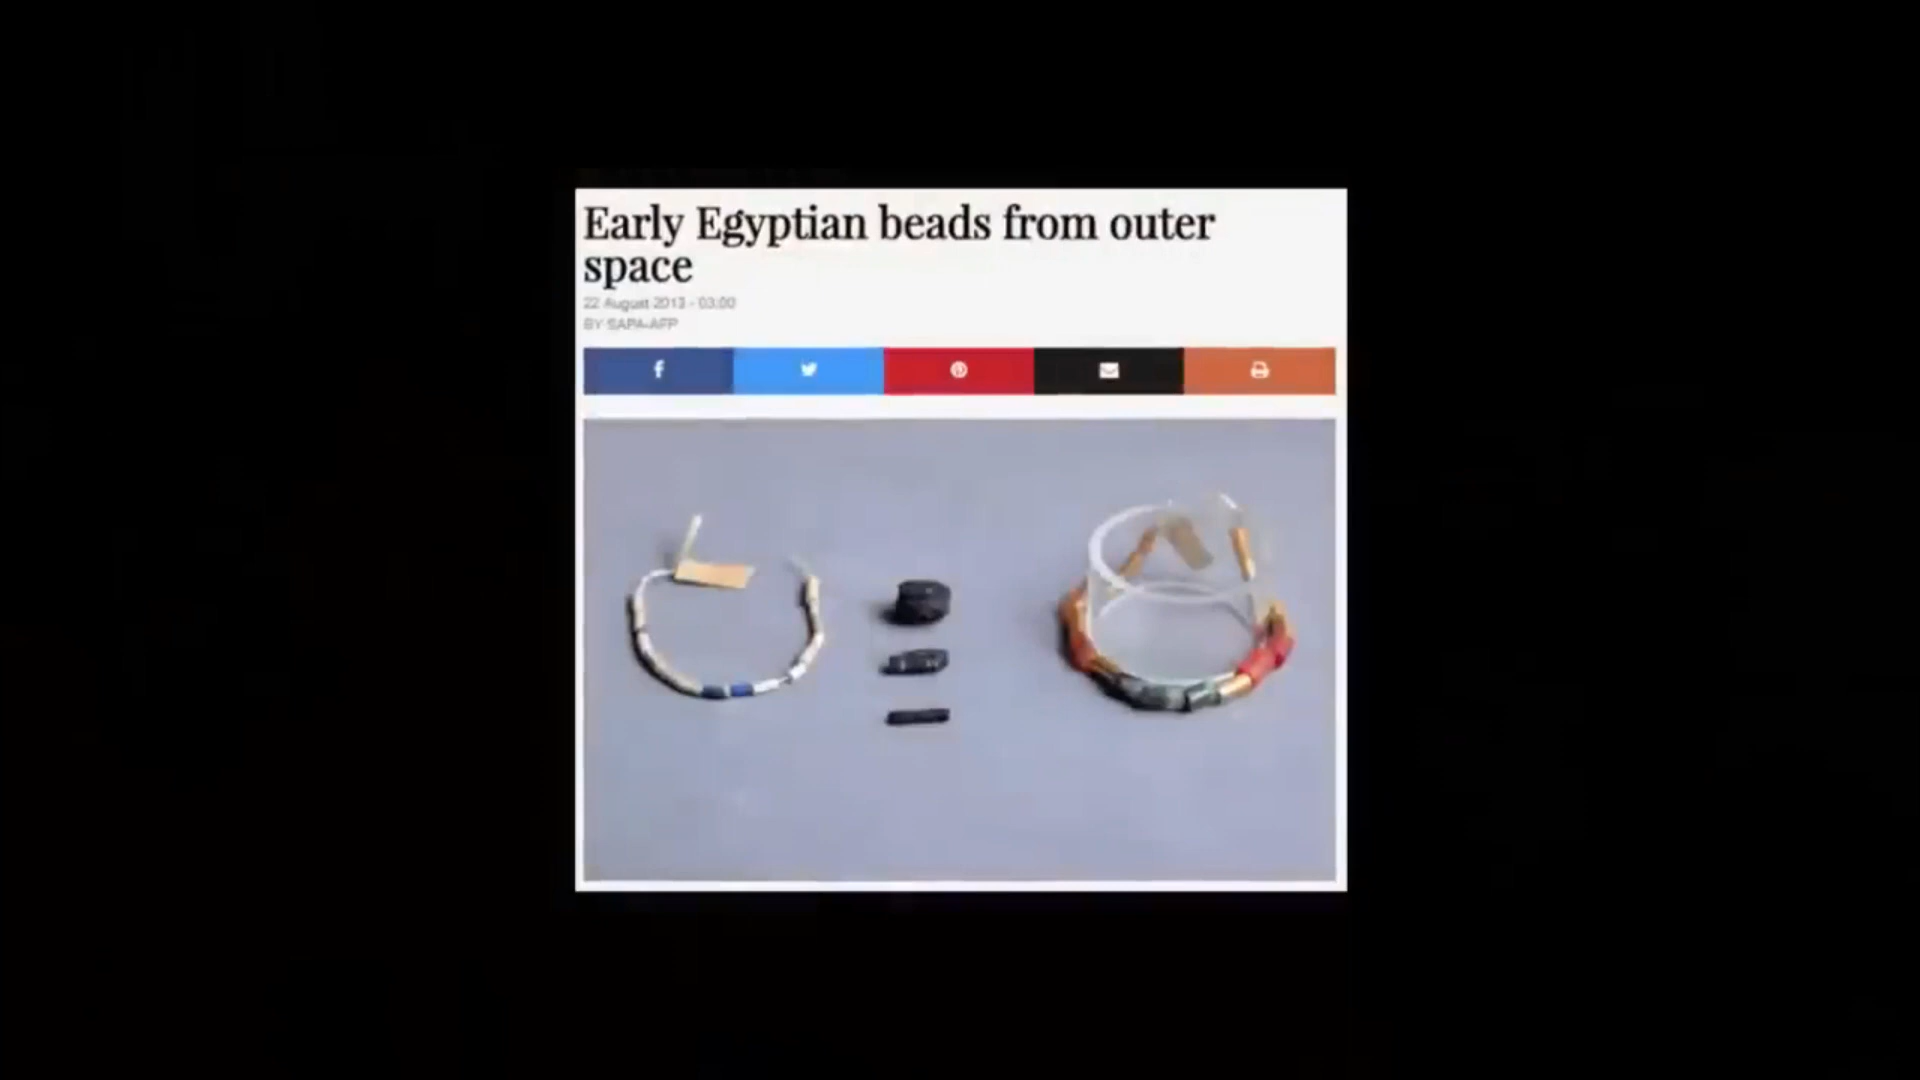 Early Egyptian beads from outer
space
22 August 2013 - 03:00
BY SAPA-AFP